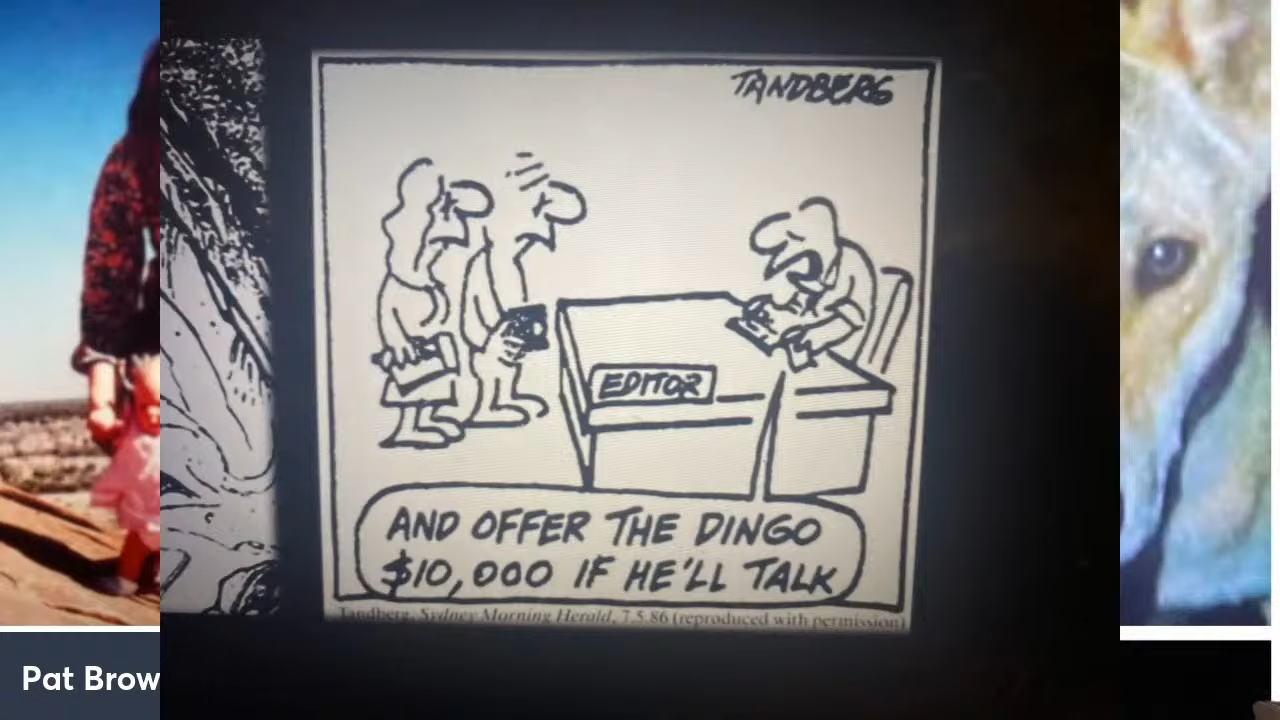 TANDBERG
EDITOR
AND OFFER THE DINGO
$10,000 IF HE'LL TALK
Tandberg, Sydney Morning Herald, 7.5.86 (reproduced with permission)
Pat Brow